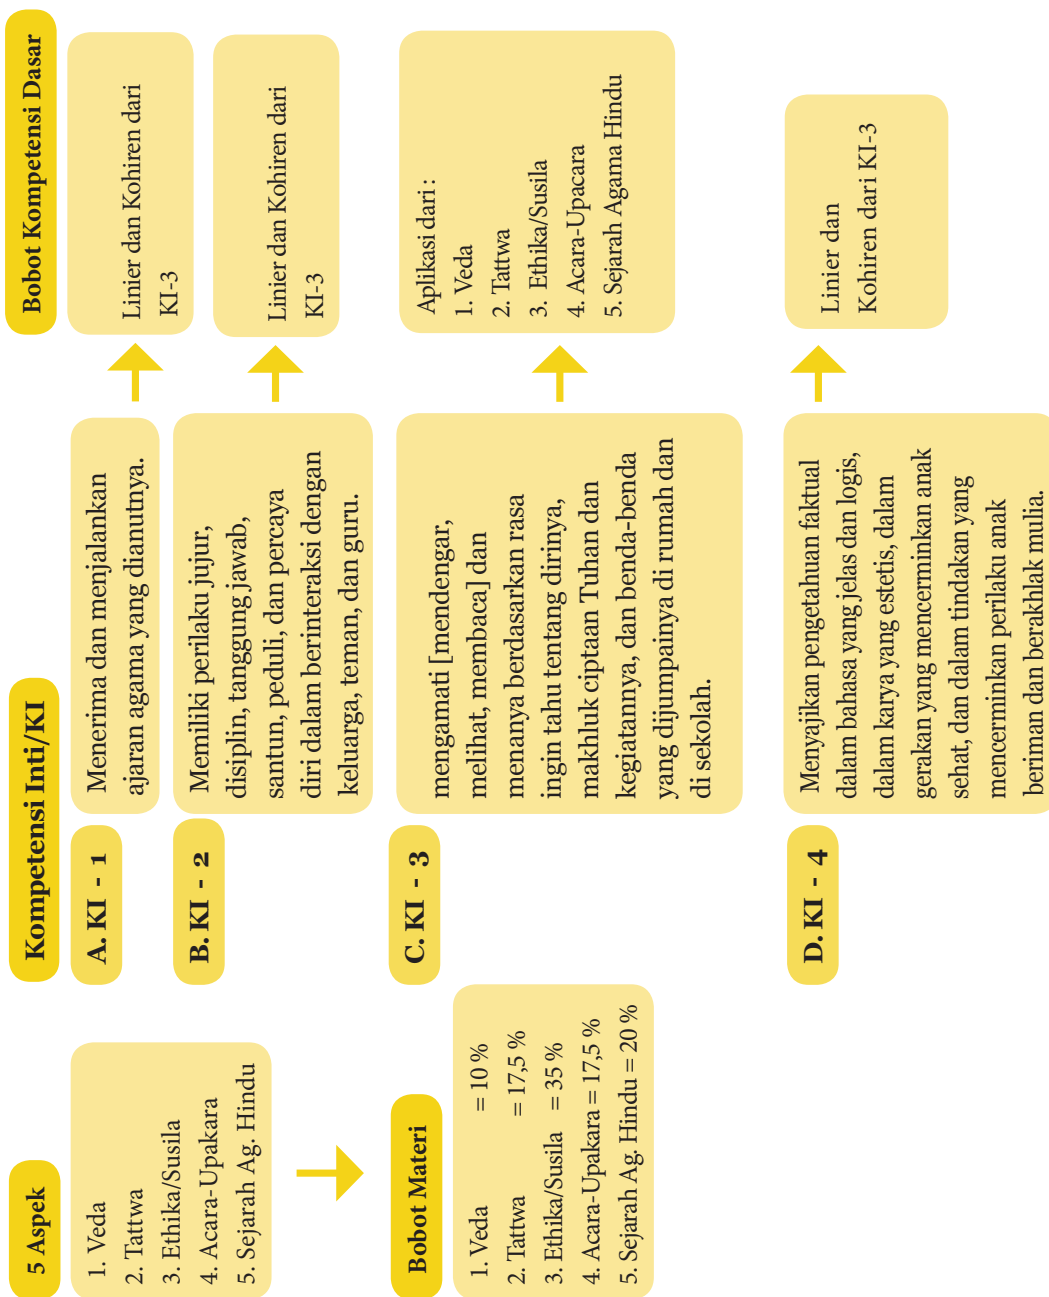 5 Aspek
1. Veda
2. Tattwa
3. Ethika/Susila
4. Acara-Upakara
5. Sejarah Ag. Hindu
Bobot Materi
1. Veda = 10 %
2. Tattwa = 17,5 %
3. Ethika/Susila = 35 %
4. Acara-Upakara = 17,5 %
5. Sejarah Ag. Hindu = 20 %
Kompetensi Inti/KI
A. KI - 1
Menerima dan menjalankan
ajaran agama yang dianutnya.
B. KI - 2
Memiliki perilaku jujur,
disiplin, tanggung jawab,
santun, peduli, dan percaya
diri dalam berinteraksi dengan
keluarga, teman, dan guru.
C. KI - 3
mengamati [mendengar,
melihat, membaca] dan
menanya berdasarkan rasa
ingin tahu tentang dirinya,
makhluk ciptaan Tuhan dan
kegiatannya, dan benda-benda
yang dijumpainya di rumah dan
di sekolah.
D. KI - 4
Menyajikan pengetahuan faktual
dalam bahasa yang jelas dan logis,
dalam karya yang estetis, dalam
gerakan yang mencerminkan anak
sehat, dan dalam tindakan yang
mencerminkan perilaku anak
beriman dan berakhlak mulia.
Bobot Kompetensi Dasar
Linier dan Kohiren dari
KI-3
Linier dan Kohiren dari
KI-3
Aplikasi dari :
1. Veda
2. Tattwa
3. Ethika/Susila
4. Acara-Upacara
5. Sejarah Agama Hindu
Linier dan
Kohiren dari KI-3